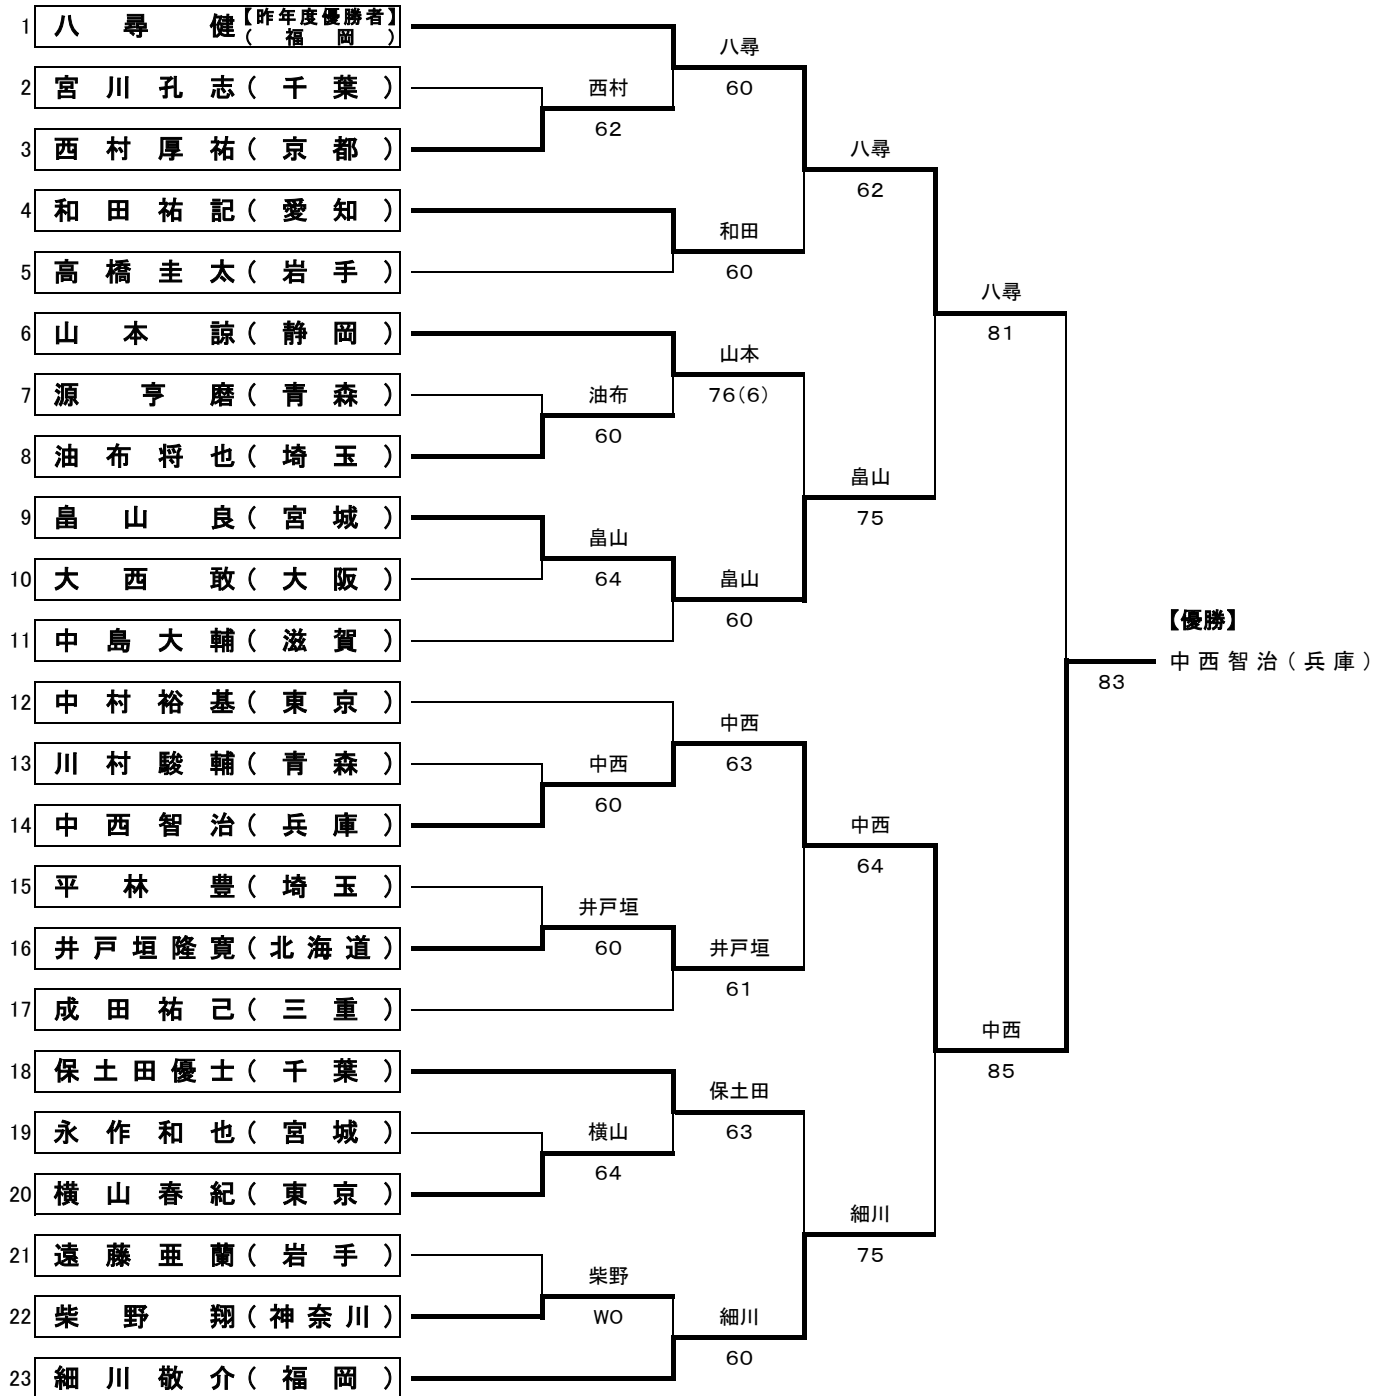 1 八尋 健 【昨年度優勝者】
(福岡)
八尋
2 宮川孔志(千葉)
西村
60
62
3 西村厚祐(京都)
八尋
62
4 和田祐記(愛知)
和田
5 高橋圭太(岩手)
60
八尋
6 山本 諒(静岡)
81
山本
7 源 亨磨(青森)
油布
76(6)
60
8 油布将也(埼玉)
畠山
9 畠山 良(宮城)
75
畠山
10 大西 敢(大阪)
64
畠山
60
【優勝】
11 中島大輔(滋賀)
中西智治(兵庫)
83
12 中村裕基(東京)
中西
13 川村駿輔(青森)
中西
63
60
14 中西智治(兵庫)
中西
64
15 平林 豊(埼玉)
井戸垣
16 井戸垣隆寛(北海道)
60
井戸垣
61
17 成田祐己(三重)
中西
85
18 保土田優士(千葉)
保土田
19 永作和也(宮城)
横山
63
64
20 横山春紀(東京)
細川
21 遠藤亜蘭(岩手)
75
柴野
22 柴野 翔(神奈川)
WO
細川
60
23 細川敬介(福岡)